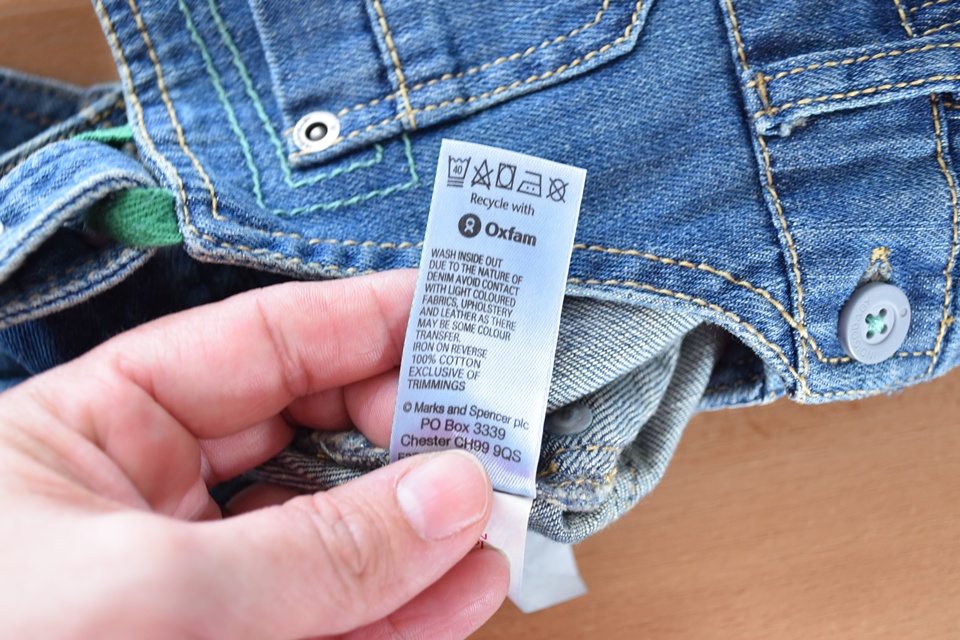 40
Recycle with
Oxfam
WASH INSIDE OUT
DUE TO THE NATURE OF
DENIM AVOID CONTACT
WITH LIGHT COLOURED
FABRICS, UPHOLSTERY
AND LEATHER AS THERE
MAY BE SOME COLOUR
TRANSFER.
IRON ON REVERSE
100% COTTON
EXCLUSIVE OF
TRIMMINGS
© Marks and Spencer plc
PO Box 3339
Chester CH99 9QS